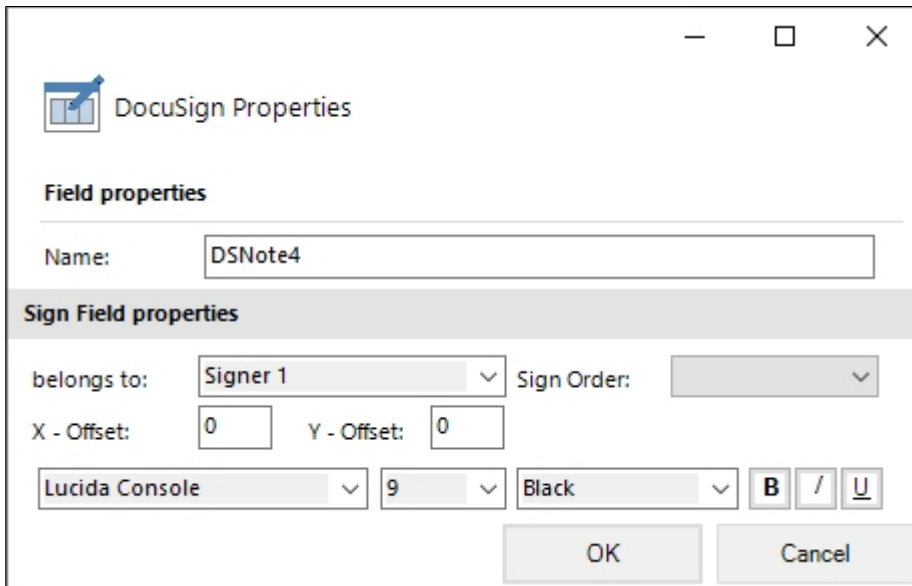 DocuSign Properties
Field properties
Name: DSNote4
Sign Field properties
belongs to: Signer 1 Sign Order:
X - Offset: 0 Y - Offset: 0
Lucida Console 9 Black B I U
OK Cancel